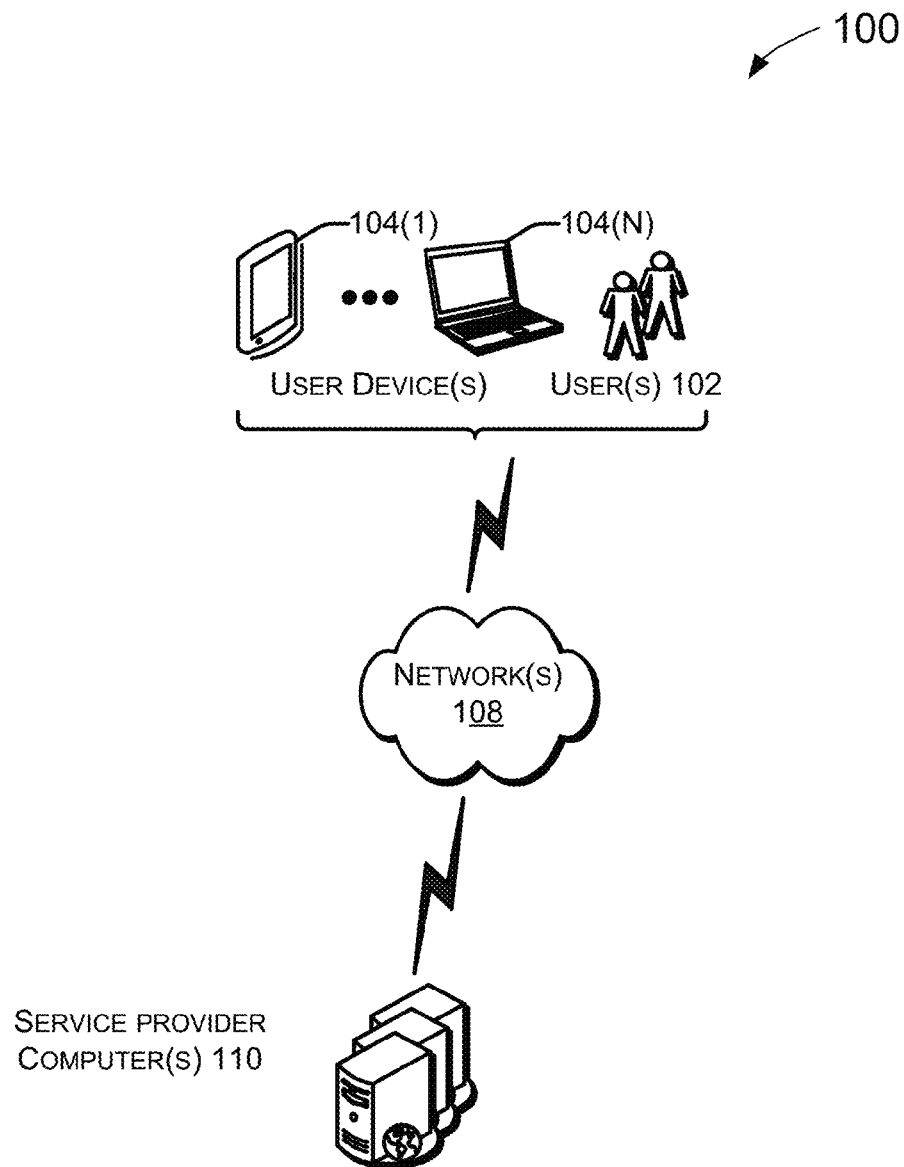 100
104(1)
104(N)
USER DEVICE(S)
USER(S) 102
NETWORK(S)
108
SERVICE PROVIDER
COMPUTER(S) 110